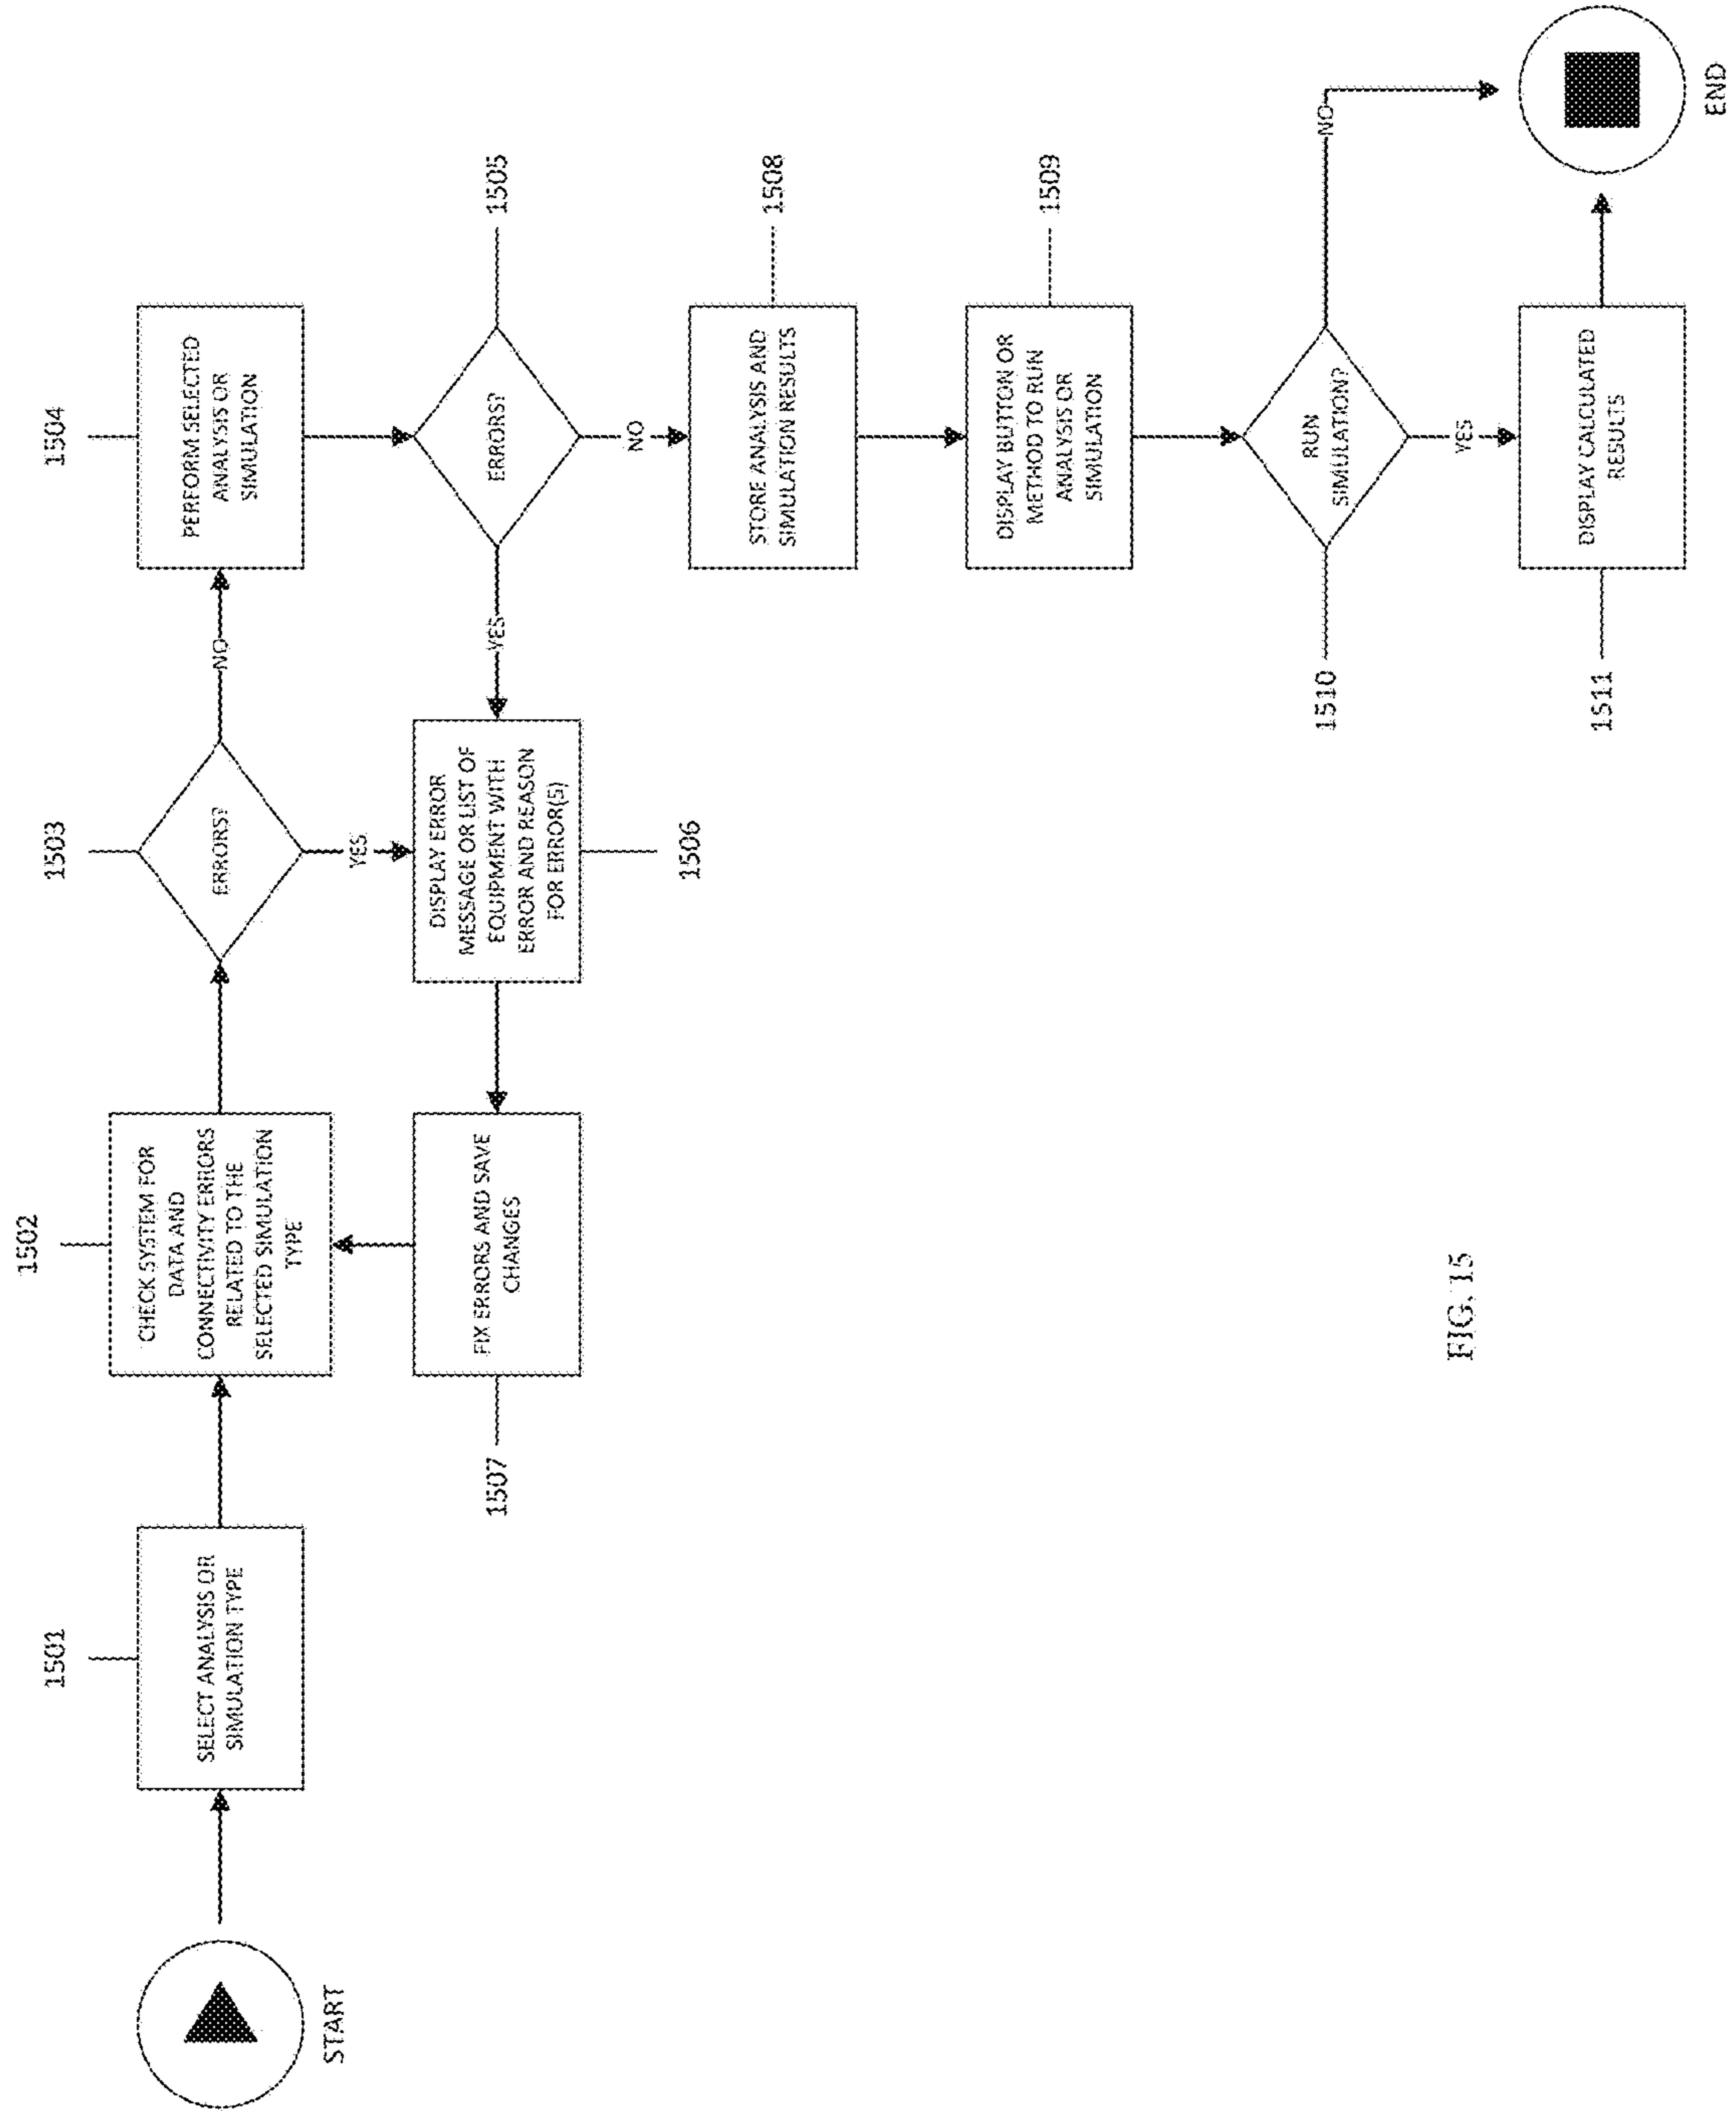 1501
1502
1503
1504
START
SELECT ANALYSIS OR
SIMULATION TYPE
CHECK SYSTEM FOR
DATA AND
CONNECTIVITY ERRORS
RELATED TO THE
SELECTED SIMULATION
TYPE
ERRORS?
NO
PERFORM SELECTED
ANALYSIS OR
SIMULATION
YES
1507
FIX ERRORS AND SAVE
CHANGES
DISPLAY ERROR
MESSAGE OR LIST OF
EQUIPMENT WITH
ERROR AND REASON
FOR ERROR(S)
YES
ERRORS?
1505
1506
NO
STORE ANALYSIS AND
SIMULATION RESULTS
1508
DISPLAY BUTTON OR
METHOD TO RUN
ANALYSIS OR
SIMULATION
1509
1510
RUN
SIMULATION?
NO
YES
1511
DISPLAY CALCULATED
RESULTS
END
FIG. 15